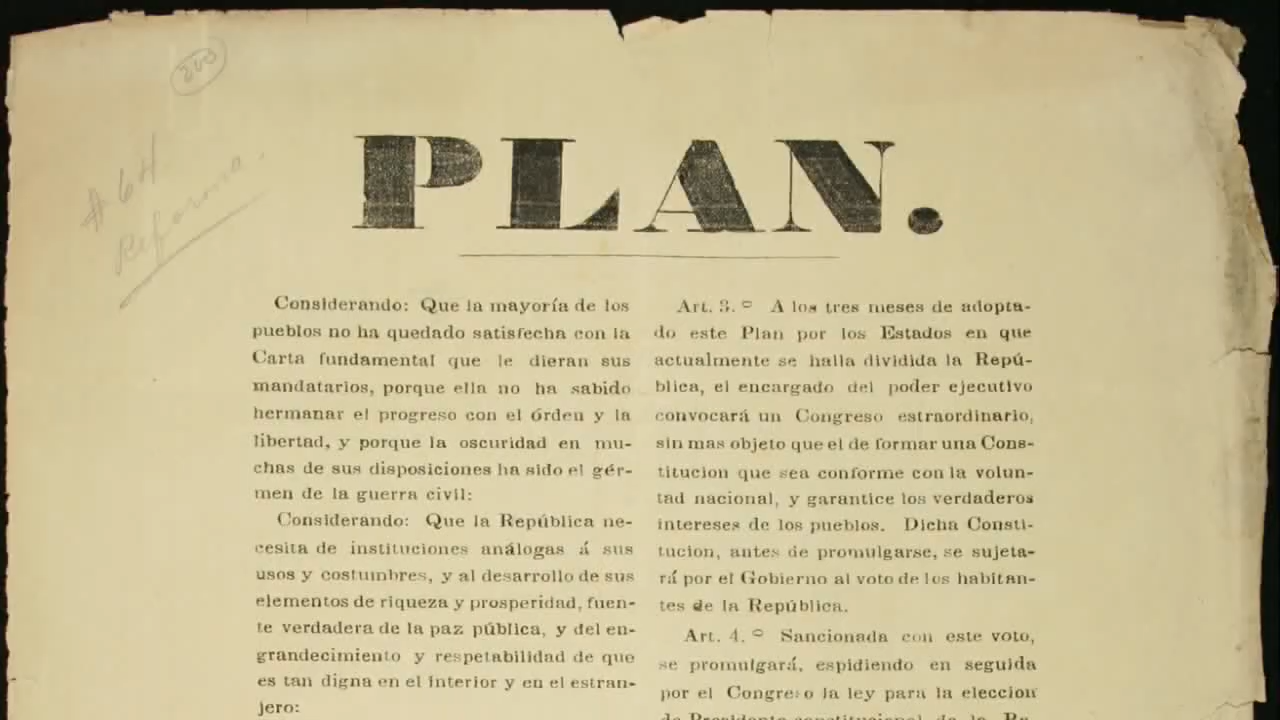 203
# 64
Reforma.
PLAN.
Considerando: Que la mayoría de los
pueblos no ha quedado satisfecha con la
Carta fundamental que le dieran sus
mandatarios, porque ella no ha sabido
hermanar el progreso con el órden y la
libertad, y porque la oscuridad en mu-
chas de sus disposiciones ha sido el gér-
men de la guerra civil:
Considerando: Que la República ne-
cesita de instituciones análogas á sus
usos y costumbres, y al desarrollo de sus
elementos de riqueza y prosperidad, fuen-
te verdadera de la paz pública, y del en-
grandecimiento y respetabilidad de que
es tan digna en el interior y en el estran-
jero:
Art. 3.º A los tres meses de adopta-
do este Plan por los Estados en que
actualmente se halla dividida la Repú-
blica, el encargado del poder ejecutivo
convocará un Congreso estraordinario,
sin mas objeto que el de formar una Cons-
titucion que sea conforme con la volun-
tad nacional, y garantice los verdaderos
intereses de los pueblos. Dicha Consti-
tucion, antes de promulgarse, se sujeta-
rá por el Gobierno al voto de los habitan-
tes de la República.
Art. 4.º Sancionada con este voto,
se promulgará, espidiendo en seguida
por el Congreso la ley para la eleccion
de Presidente constitucional de la Re-